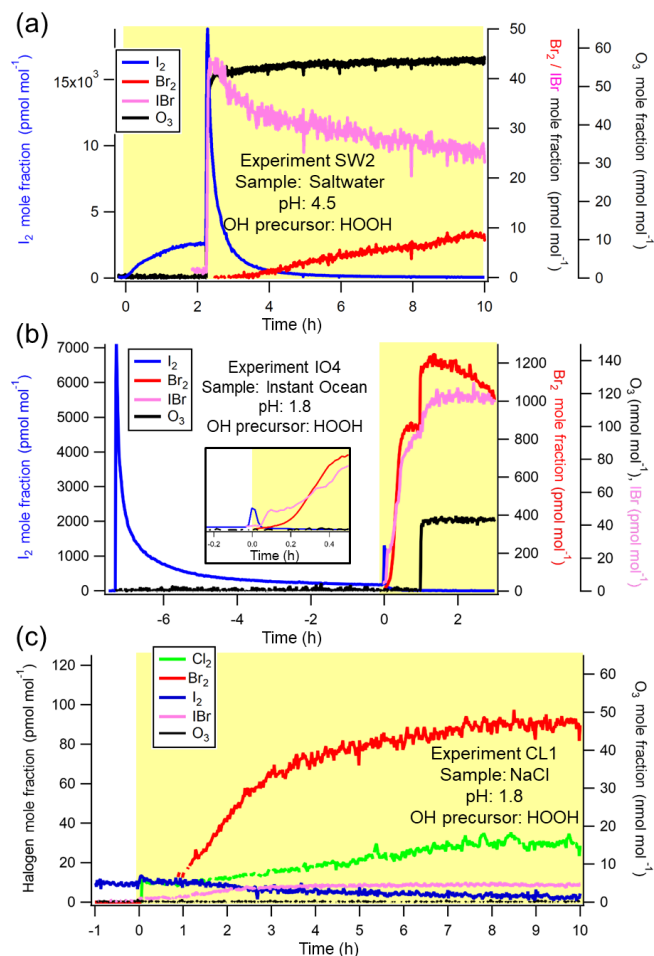 (a)
I2
Br2
IBr
O3
15x10³
10
5
0
I2 mole fraction (pmol mol-1)
Experiment SW2
Sample: Saltwater
pH: 4.5
OH precursor: HOOH
50
40
30
20
10
0
Br2 / IBr mole fraction (pmol mol-1)
60
50
40
30
20
10
0
O3 mole fraction (nmol mol-1)
0 2 4 6 8 10
Time (h)
(b)
I2
Br2
IBr
O3
7000
6000
5000
4000
3000
2000
1000
0
I2 mole fraction (pmol mol-1)
Experiment IO4
Sample: Instant Ocean
pH: 1.8
OH precursor: HOOH
-0.2 0.0 0.2 0.4
Time (h)
1200
1000
800
600
400
200
0
Br2 mole fraction (pmol mol-1)
140
120
100
80
60
40
20
0
O3 (nmol mol-1), IBr (pmol mol-1)
-6 -4 -2 0 2
Time (h)
(c)
Cl2
Br2
I2
IBr
O3
120
100
80
60
40
20
0
Halogen mole fraction (pmol mol-1)
Experiment CL1
Sample: NaCl
pH: 1.8
OH precursor: HOOH
60
50
40
30
20
10
0
O3 mole fraction (nmol mol-1)
-1 0 1 2 3 4 5 6 7 8 9 10
Time (h)